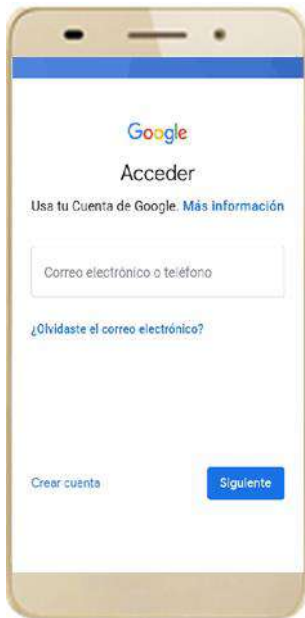 Google
Acceder
Usa tu Cuenta de Google. Más información
Correo electrónico o teléfono
¿Olvidaste el correo electrónico?
Crear cuenta
Siguiente